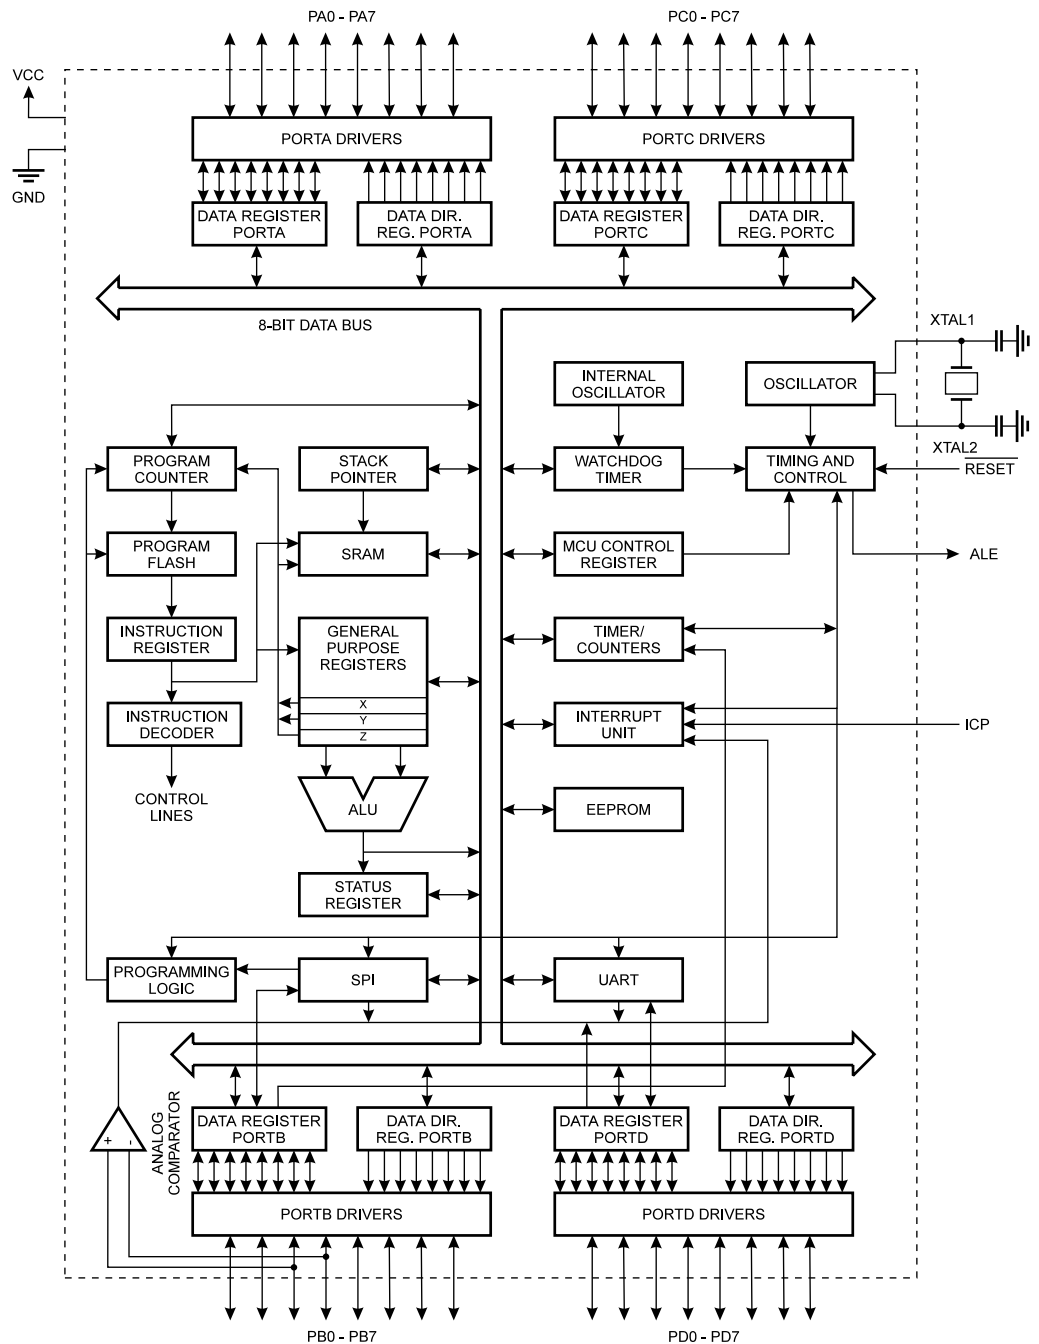 PA0 - PA7
PC0 - PC7
VCC
GND
PORTA DRIVERS
PORTC DRIVERS
DATA REGISTER
PORTA
DATA DIR.
REG. PORTA
DATA REGISTER
PORTC
DATA DIR.
REG. PORTC
8-BIT DATA BUS
XTAL1
INTERNAL
OSCILLATOR
OSCILLATOR
XTAL2
PROGRAM
COUNTER
STACK
POINTER
WATCHDOG
TIMER
TIMING AND
CONTROL
RESET
PROGRAM
FLASH
SRAM
MCU CONTROL
REGISTER
ALE
INSTRUCTION
REGISTER
GENERAL
PURPOSE
REGISTERS
TIMER/
COUNTERS
X
Y
Z
INSTRUCTION
DECODER
INTERRUPT
UNIT
ICP
CONTROL
LINES
ALU
EEPROM
STATUS
REGISTER
PROGRAMMING
LOGIC
SPI
UART
+
-
ANALOG
COMPARATOR
DATA REGISTER
PORTB
DATA DIR.
REG. PORTB
DATA REGISTER
PORTD
DATA DIR.
REG. PORTD
PORTB DRIVERS
PORTD DRIVERS
PB0 - PB7
PD0 - PD7